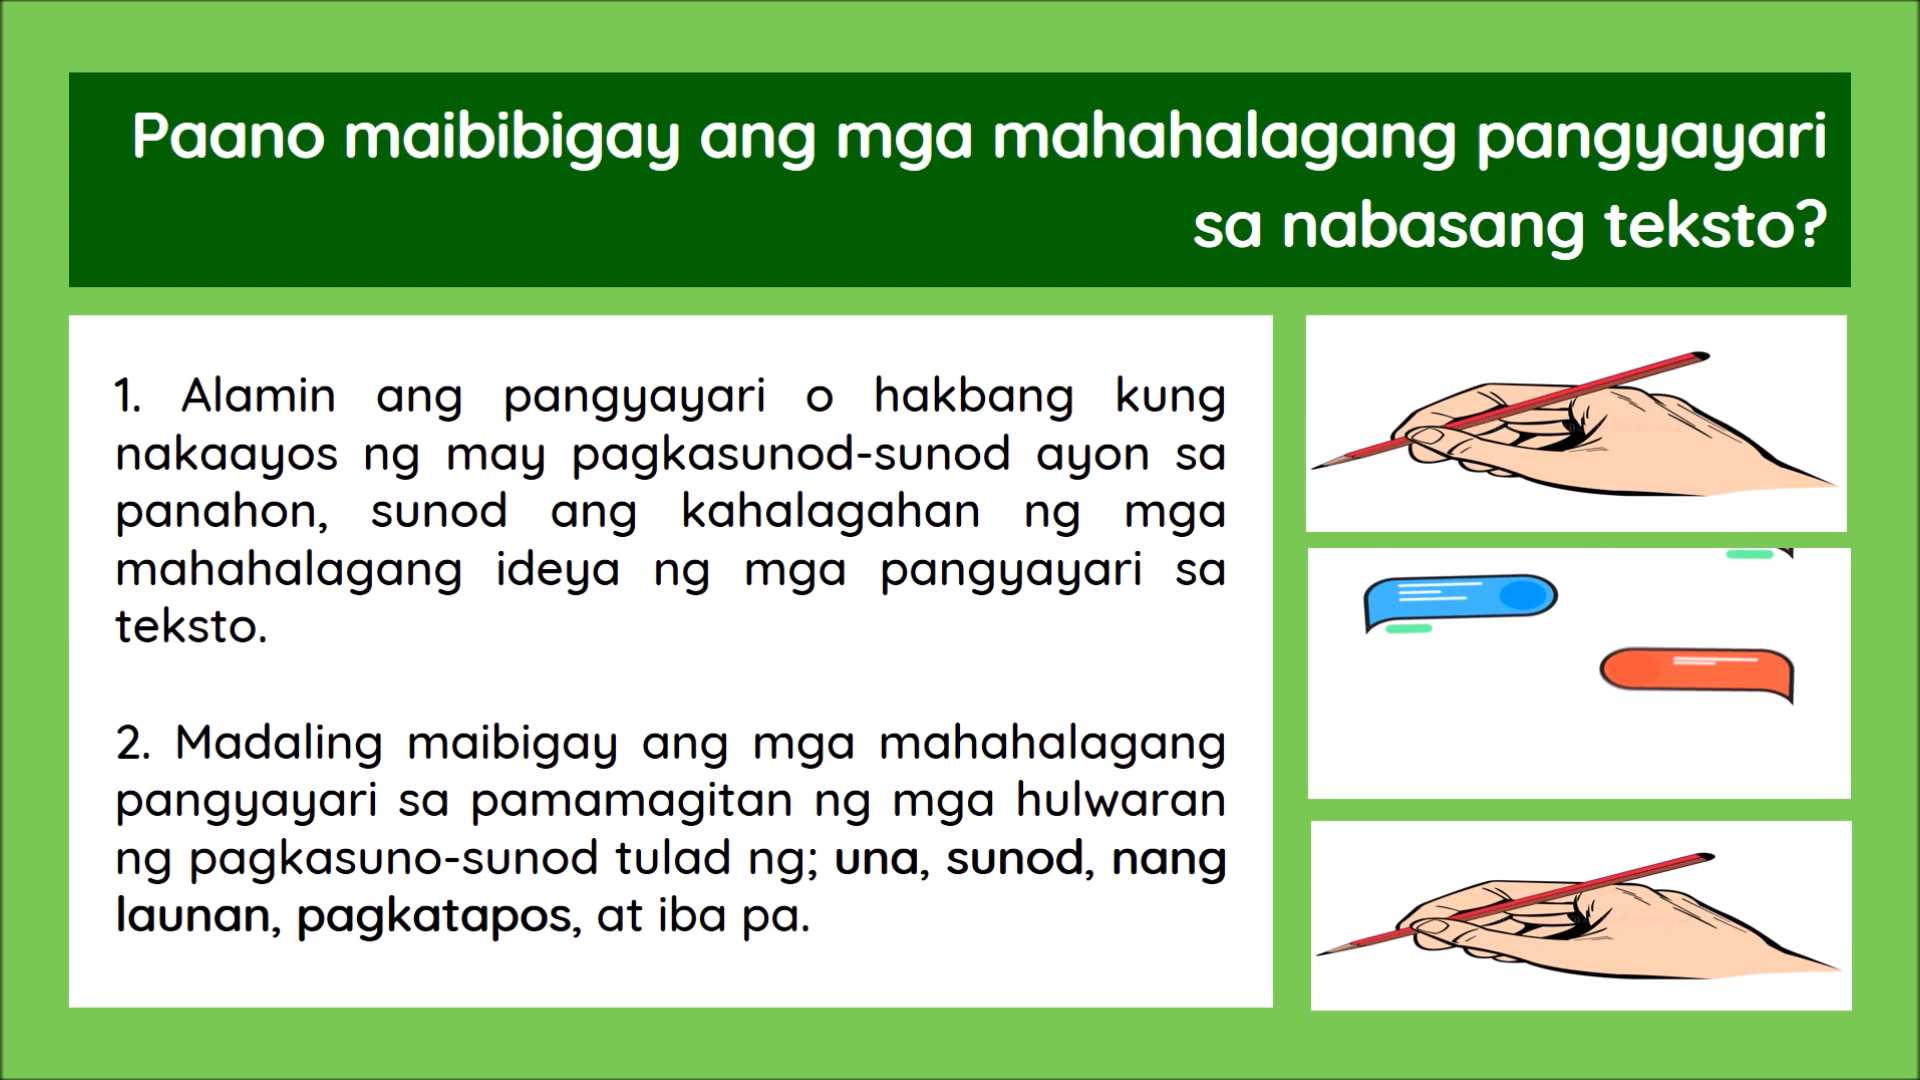 Paano maibibigay ang mga mahahalagang pangyayari
sa nabasang teksto?
1. Alamin ang pangyayari o hakbang kung
nakaayos ng may pagkasunod-sunod ayon sa
panahon, sunod ang kahalagahan ng mga
mahahalagang ideya ng mga pangyayari sa
teksto.
2. Madaling maibigay ang mga mahahalagang
pangyayari sa pamamagitan ng mga hulwaran
ng pagkasuno-sunod tulad ng; una, sunod, nang
launan, pagkatapos, at iba pa.